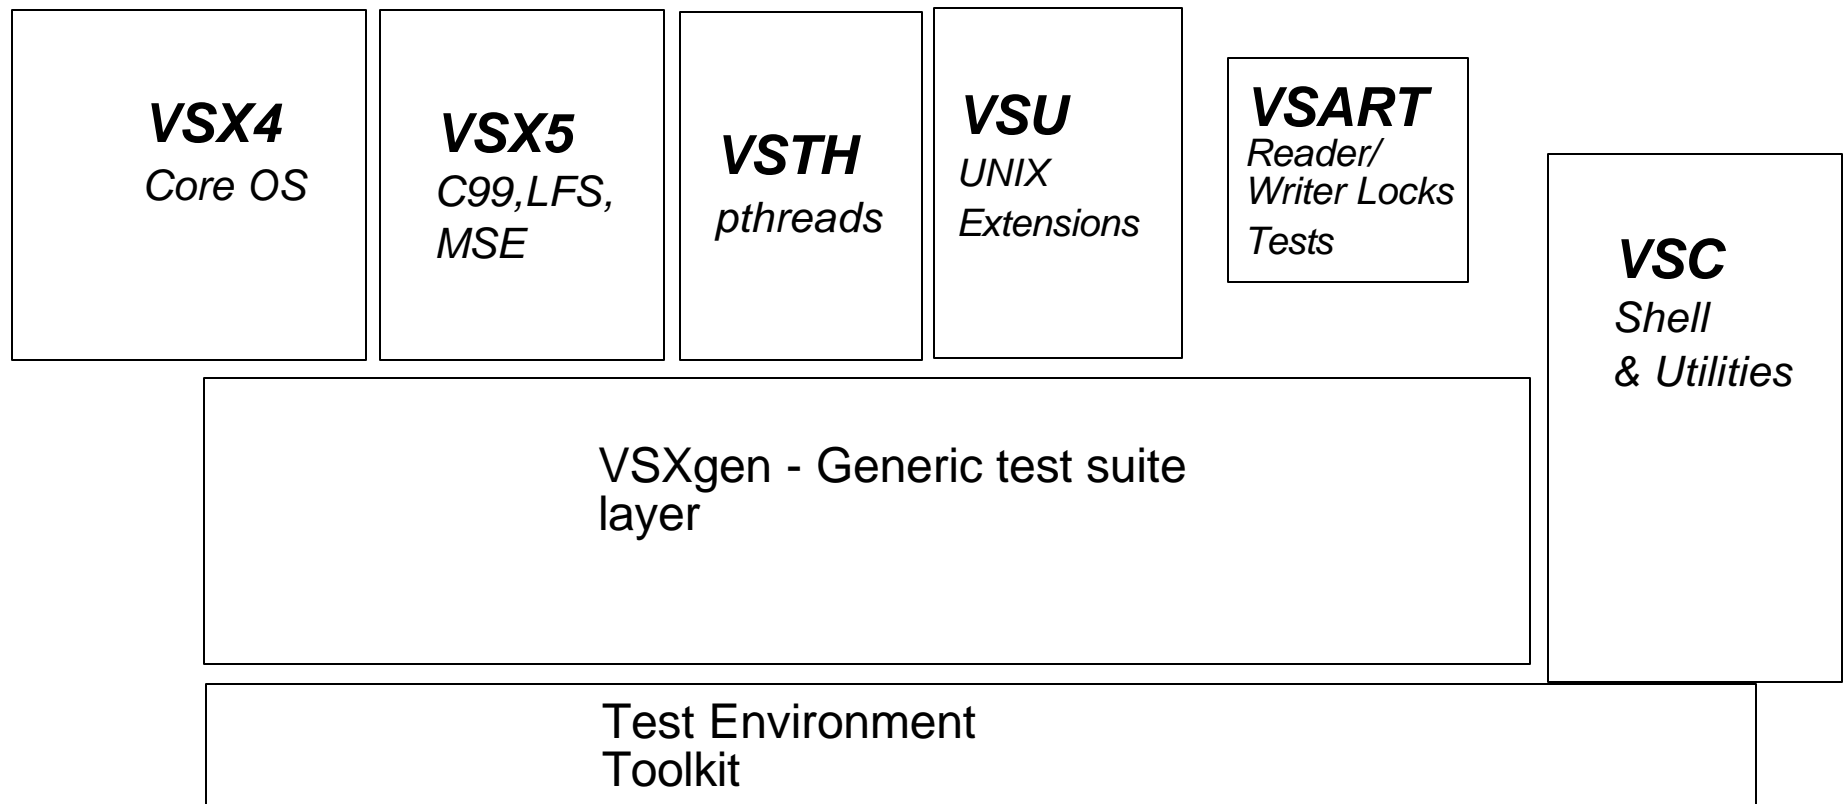 VSX4
Core OS
VSX5
C99,LFS,
MSE
VSTH
pthreads
VSU
UNIX
Extensions
VSART
Reader/
Writer Locks
Tests
VSC
Shell
& Utilities
VSXgen - Generic test suite
layer
Test Environment
Toolkit